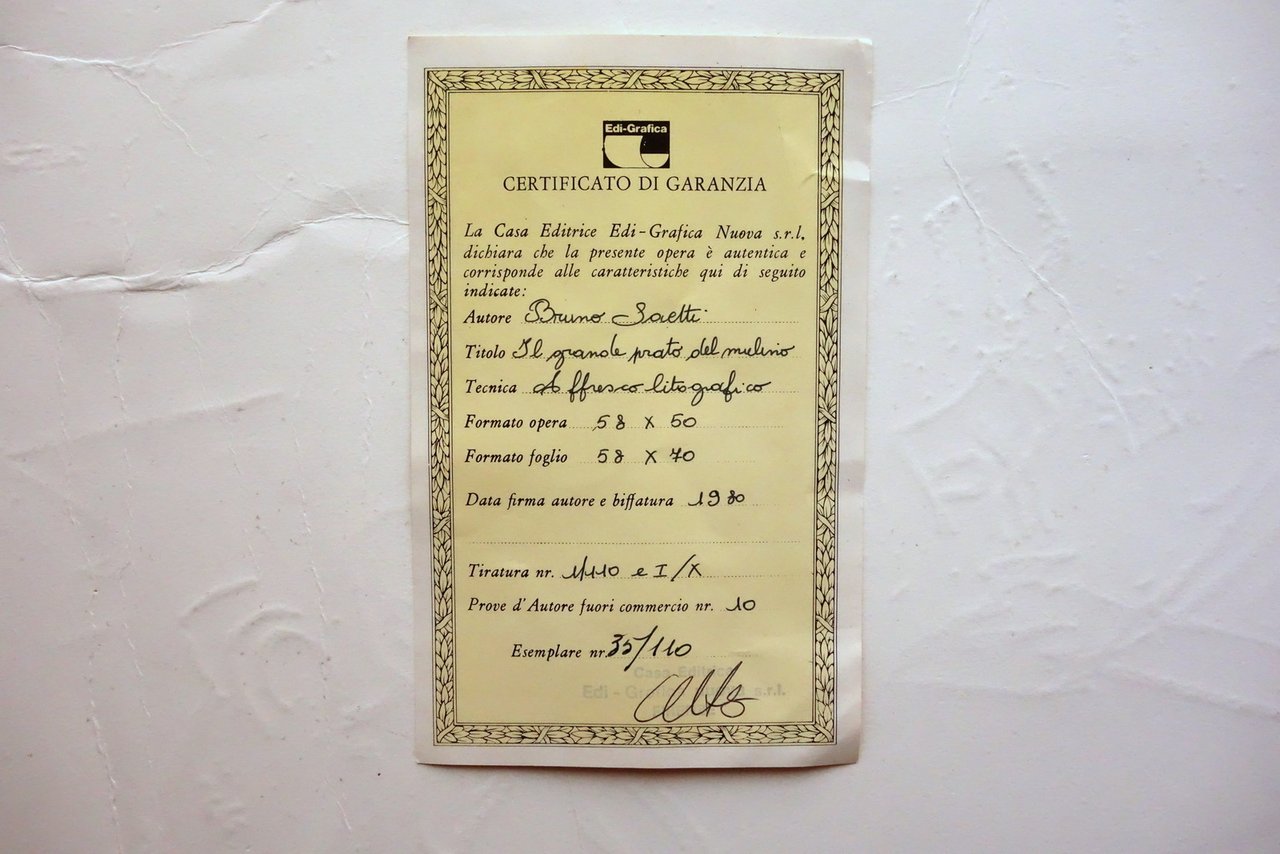 Edi-Grafica
CERTIFICATO DI GARANZIA
La Casa Editrice Edi-Grafica Nuova s.r.l.
dichiara che la presente opera è autentica e
corrisponde alle caratteristiche qui di seguito
indicate:
Autore Bruno Saetti
Titolo Il grande prato del mulino
Tecnica Affresco litografico
Formato opera 58 x 50
Formato foglio 58 x 70
Data firma autore e biffatura 1980
Tiratura nr. 1/110 e I/X
Prove d'Autore fuori commercio nr. 10
Esemplare nr. 35/110
Casa Editrice
Edi - s.r.l.